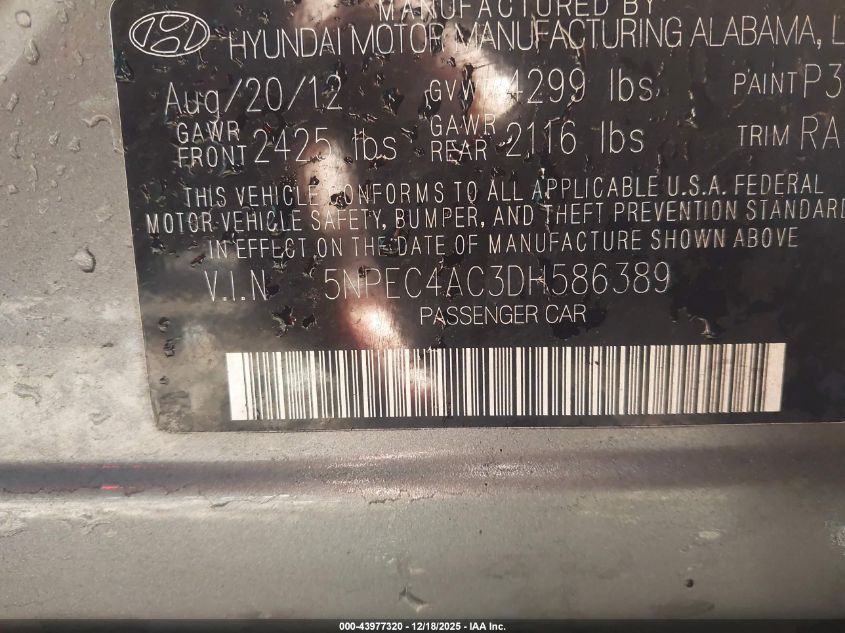 MANUFACTURED BY
HYUNDAI MOTOR MANUFACTURING ALABAMA, L
Aug/20/12 GVW 4299 lbs PAINT P3
GAWR FRONT 2425 lbs GAWR REAR 2116 lbs TRIM RA
THIS VEHICLE CONFORMS TO ALL APPLICABLE U.S.A. FEDERAL
MOTOR VEHICLE SAFETY, BUMPER, AND THEFT PREVENTION STANDARD
IN EFFECT ON THE DATE OF MANUFACTURE SHOWN ABOVE
V.I.N 5NPEC4AC3DH586389
PASSENGER CAR
000-43977320 - 12/18/2025 - IAA Inc.